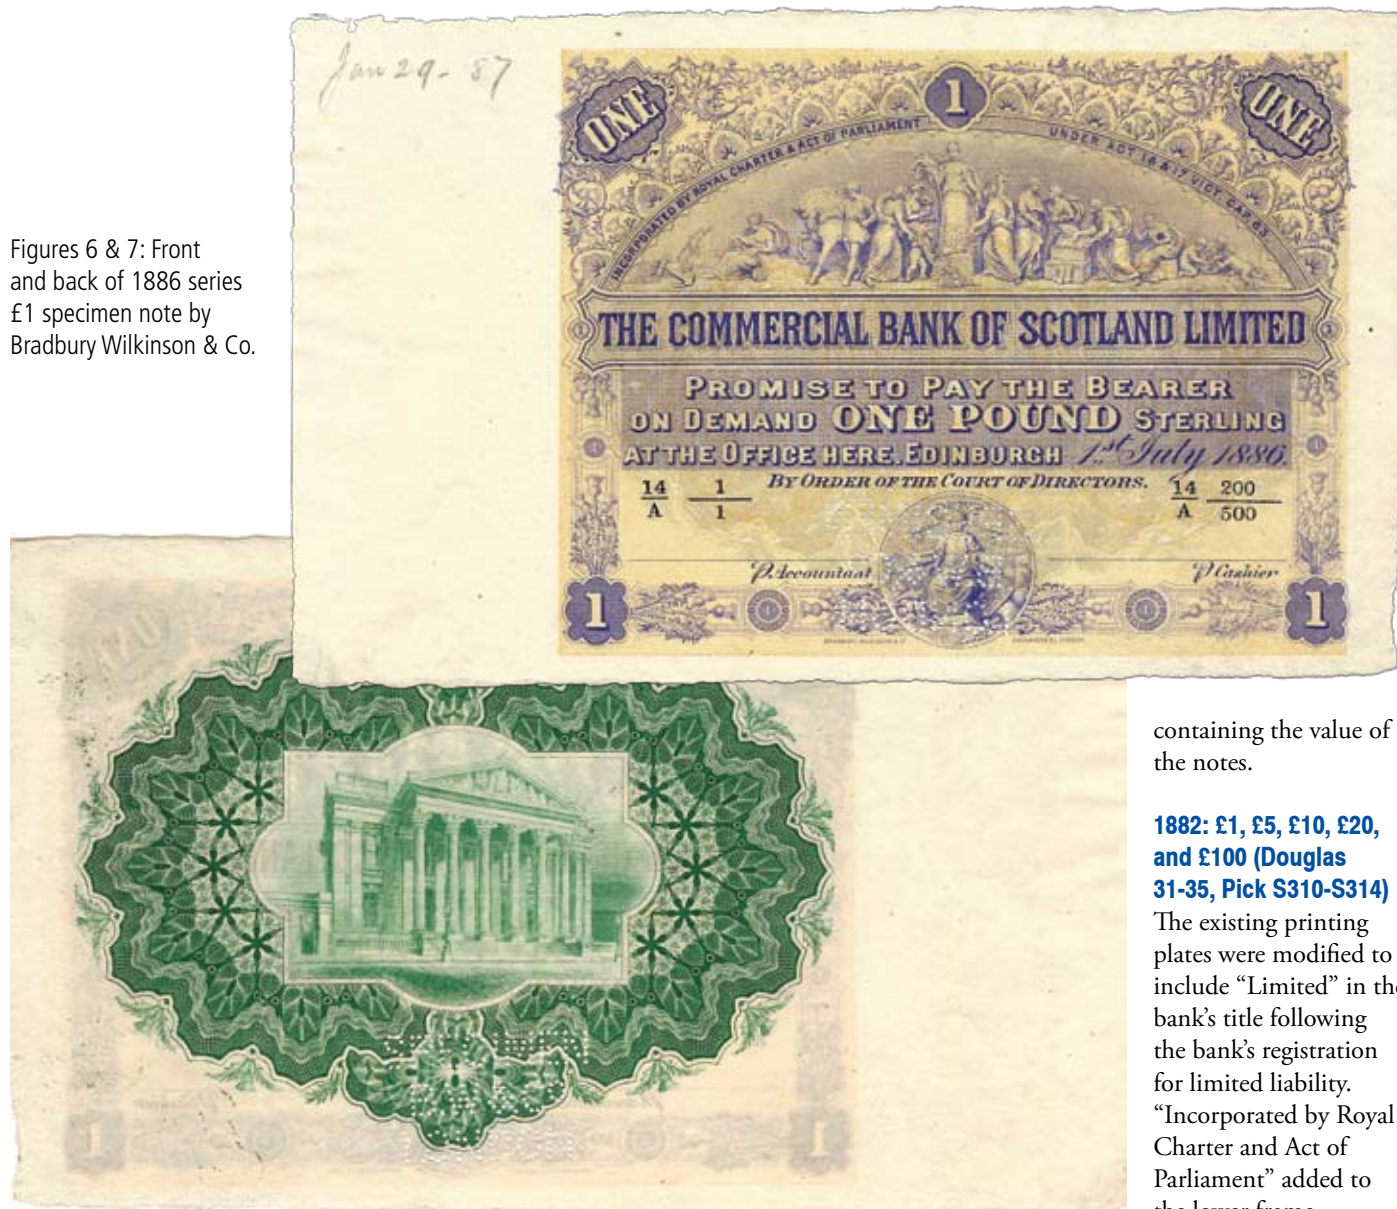 Jan 29 - 87
Figures 6 & 7: Front
and back of 1886 series
£1 specimen note by
Bradbury Wilkinson & Co.
ONE
1
ONE
INCORPORATED BY ROYAL CHARTER & ACT OF PARLIAMENT
UNDER ACT 16 & 17 VICT. CAP. 63
THE COMMERCIAL BANK OF SCOTLAND LIMITED
PROMISE TO PAY THE BEARER
ON DEMAND ONE POUND STERLING
AT THE OFFICE HERE. EDINBURGH 1st July 1886.
BY ORDER OF THE COURT OF DIRECTORS.
14 1 14 200
A 1 A 500
P. Accountant P. Cashier
1 1
1 1
containing the value of
the notes.
1882: £1, £5, £10, £20,
and £100 (Douglas
31-35, Pick S310-S314)
The existing printing
plates were modified to
include “Limited” in the
bank’s title following
the bank’s registration
for limited liability.
“Incorporated by Royal
Charter and Act of
Parliament” added to